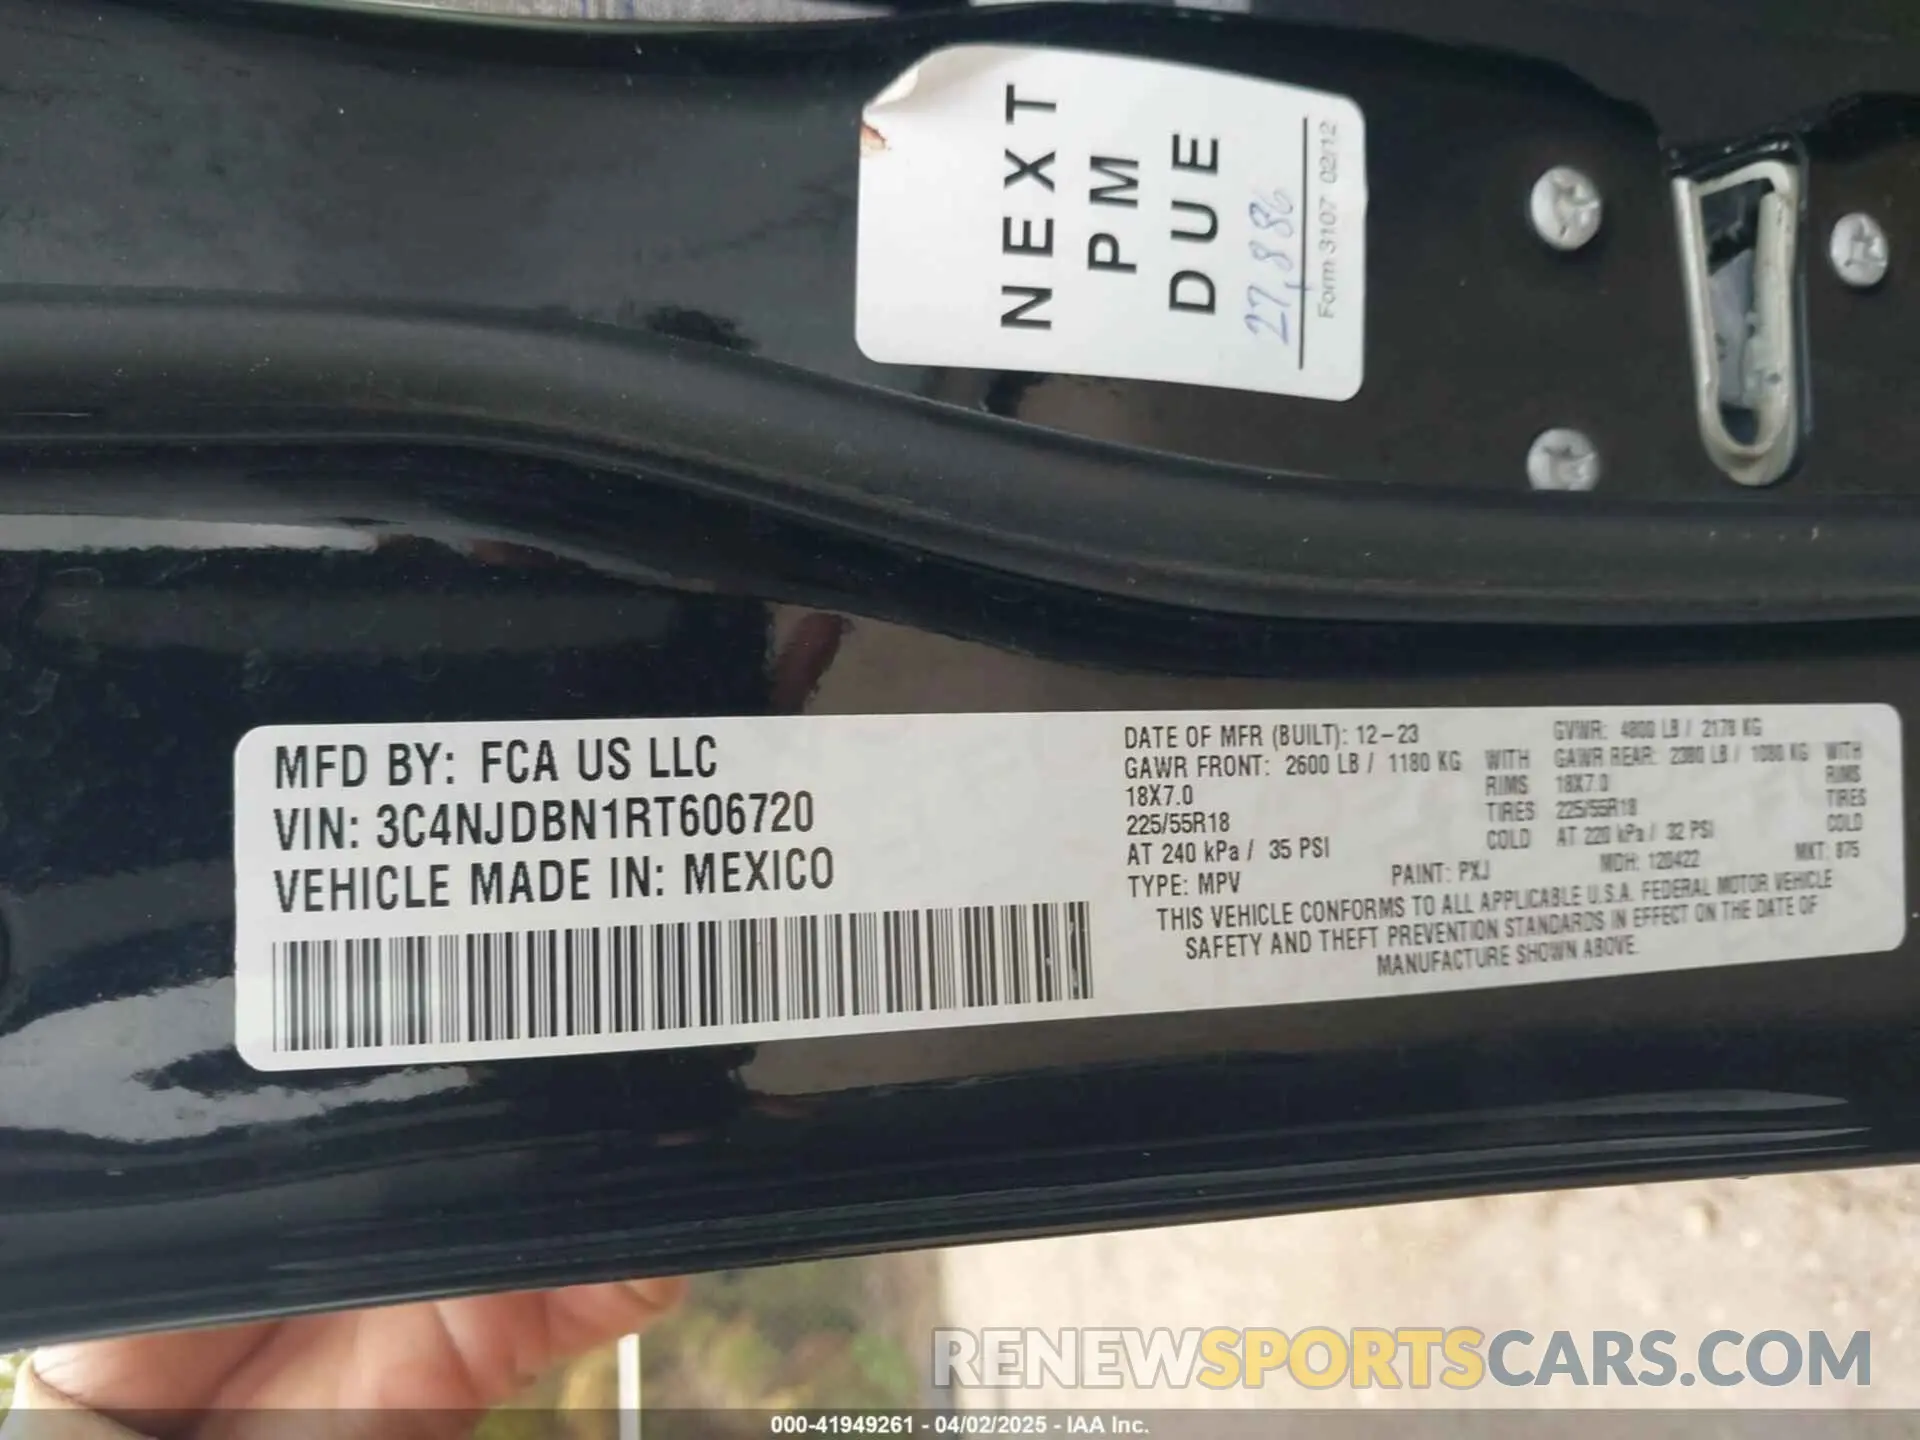 NEXT
PM
DUE
27,886
Form 3107 02/12
MFD BY: FCA US LLC
VIN: 3C4NJDBN1RT606720
VEHICLE MADE IN: MEXICO
DATE OF MFR (BUILT): 12-23 GVWR: 4800 LB / 2178 KG
GAWR FRONT: 2600 LB / 1180 KG WITH GAWR REAR: 2380 LB / 1080 KG WITH
18X7.0 RIMS 18X7.0 RIMS
225/55R18 TIRES 225/55R18 TIRES
AT 240 kPa / 35 PSI COLD AT 220 kPa / 32 PSI COLD
TYPE: MPV PAINT: PXJ MDH: 120422 MKT: 875
THIS VEHICLE CONFORMS TO ALL APPLICABLE U.S.A. FEDERAL MOTOR VEHICLE
SAFETY AND THEFT PREVENTION STANDARDS IN EFFECT ON THE DATE OF
MANUFACTURE SHOWN ABOVE.
RENEWSPORTSCARS.COM
000-41949261 - 04/02/2025 - IAA Inc.